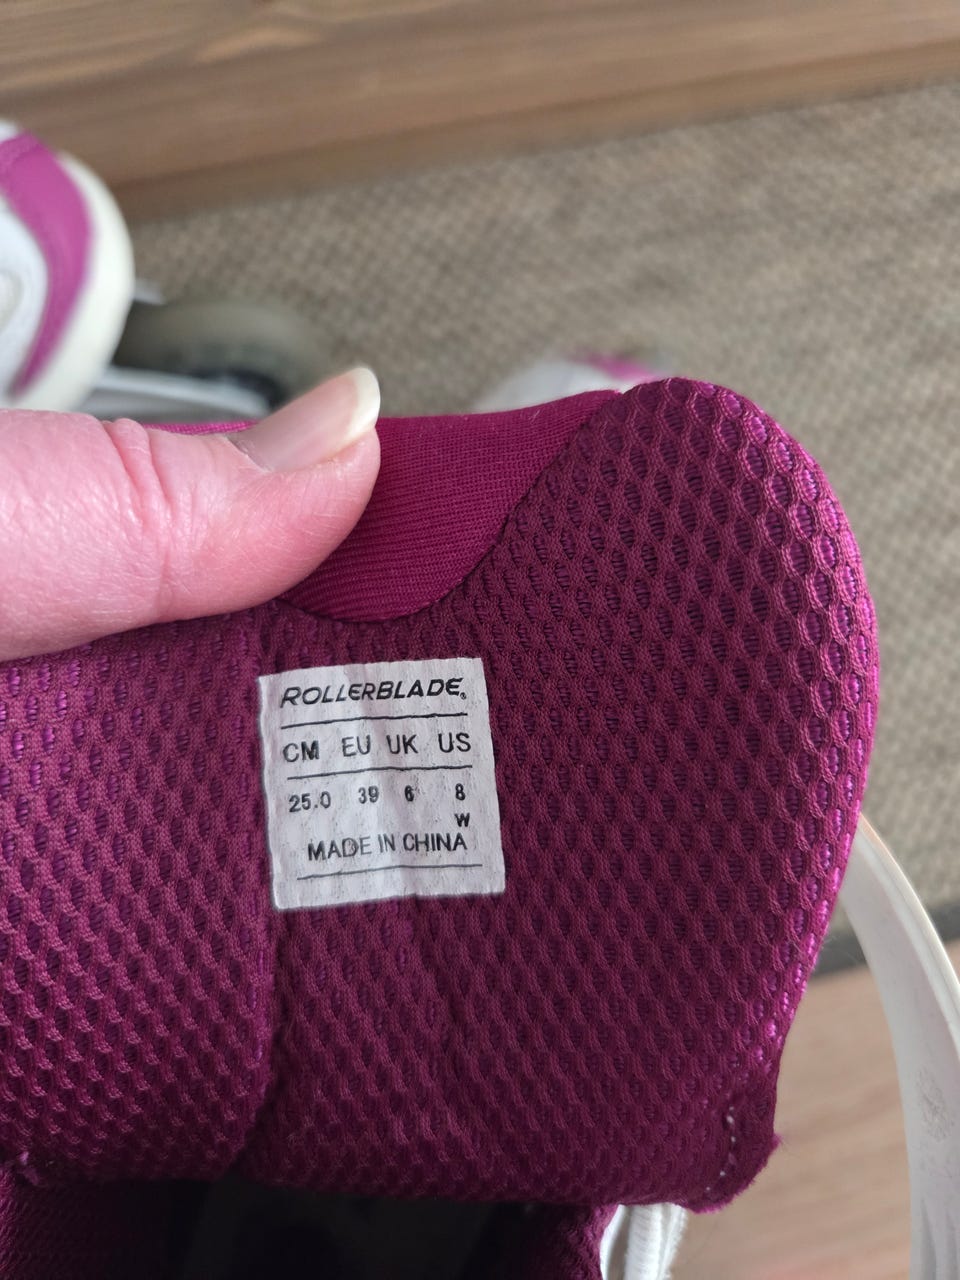 ROLLERBLADE®
CM EU UK US
25.0 39 6 8
W
MADE IN CHINA